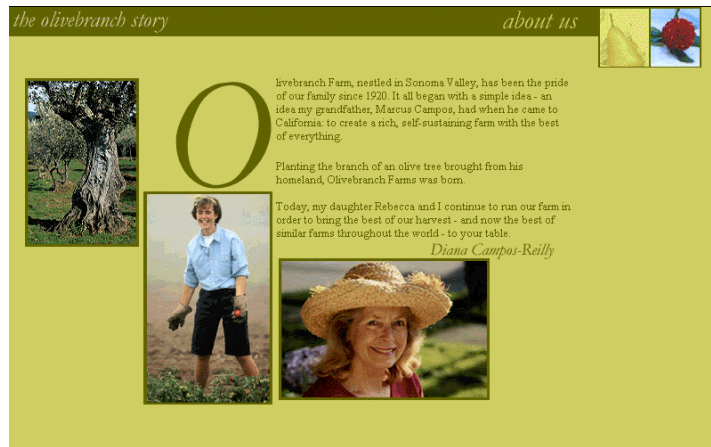 the olivebranch story
about us
Olivebranch Farm, nestled in Sonoma Valley, has been the pride
of our family since 1920. It all began with a simple idea - an
idea my grandfather, Marcus Campos, had when he came to
California: to create a rich, self-sustaining farm with the best
of everything.
Planting the branch of an olive tree brought from his
homeland, Olivebranch Farms was born.
Today, my daughter Rebecca and I continue to run our farm in
order to bring the best of our harvest - and now the best of
similar farms throughout the world - to your table.
Diana Campos-Reilly